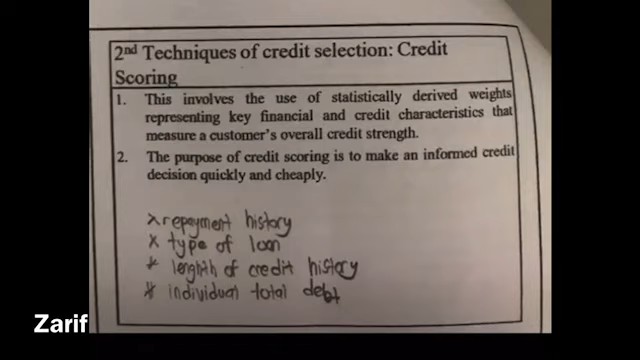 2nd Techniques of credit selection: Credit
Scoring
1. This involves the use of statistically derived weights
representing key financial and credit characteristics that
measure a customer's overall credit strength.
2. The purpose of credit scoring is to make an informed credit
decision quickly and cheaply.
x repayment history
x type of loan
* length of credit history
* individual total debt
Zarif